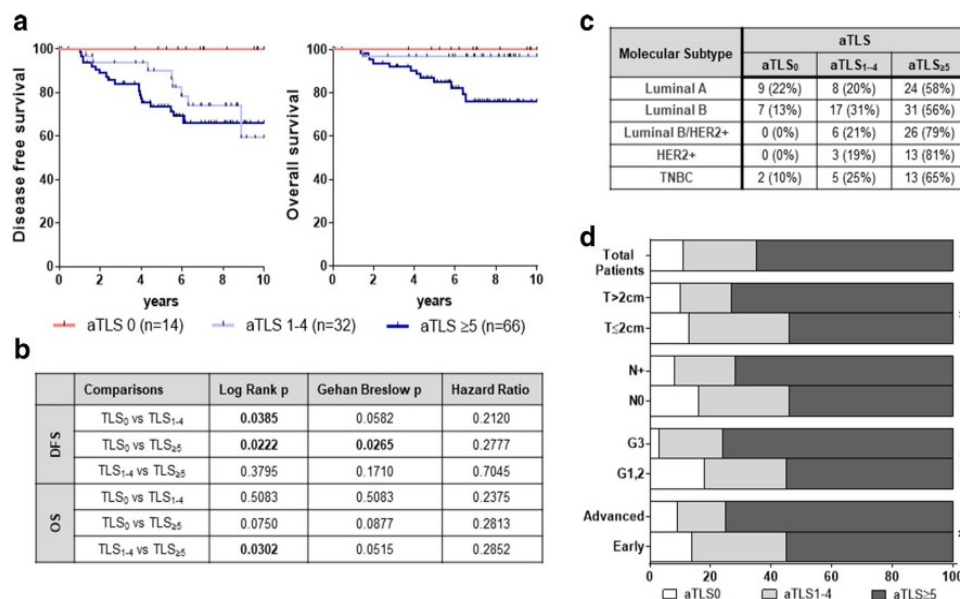 a
c
100
80
60
40
20
0
Disease free survival
0 2 4 6 8 10
years
100
80
60
40
20
0
Overall survival
0 2 4 6 8 10
years
aTLS 0 (n=14) aTLS 1-4 (n=32) aTLS ≥5 (n=66)
Molecular Subtype aTLS
aTLS0 aTLS1-4 aTLS≥5
Luminal A 9 (22%) 8 (20%) 24 (58%)
Luminal B 7 (13%) 17 (31%) 31 (56%)
Luminal B/HER2+ 0 (0%) 6 (21%) 26 (79%)
HER2+ 0 (0%) 3 (19%) 13 (81%)
TNBC 2 (10%) 5 (25%) 13 (65%)
b
Comparisons Log Rank p Gehan Breslow p Hazard Ratio
DFS
TLS0 vs TLS1-4 0.0385 0.0582 0.2120
TLS0 vs TLS≥5 0.0222 0.0265 0.2777
TLS1-4 vs TLS≥5 0.3795 0.1710 0.7045
OS
TLS0 vs TLS1-4 0.5083 0.5083 0.2375
TLS0 vs TLS≥5 0.0750 0.0877 0.2813
TLS1-4 vs TLS≥5 0.0302 0.0515 0.2852
d
Total
Patients
T>2cm
T≤2cm
N+
N0
G3
G1,2
Advanced
Early
0 20 40 60 80 100
aTLS0 aTLS1-4 aTLS≥5